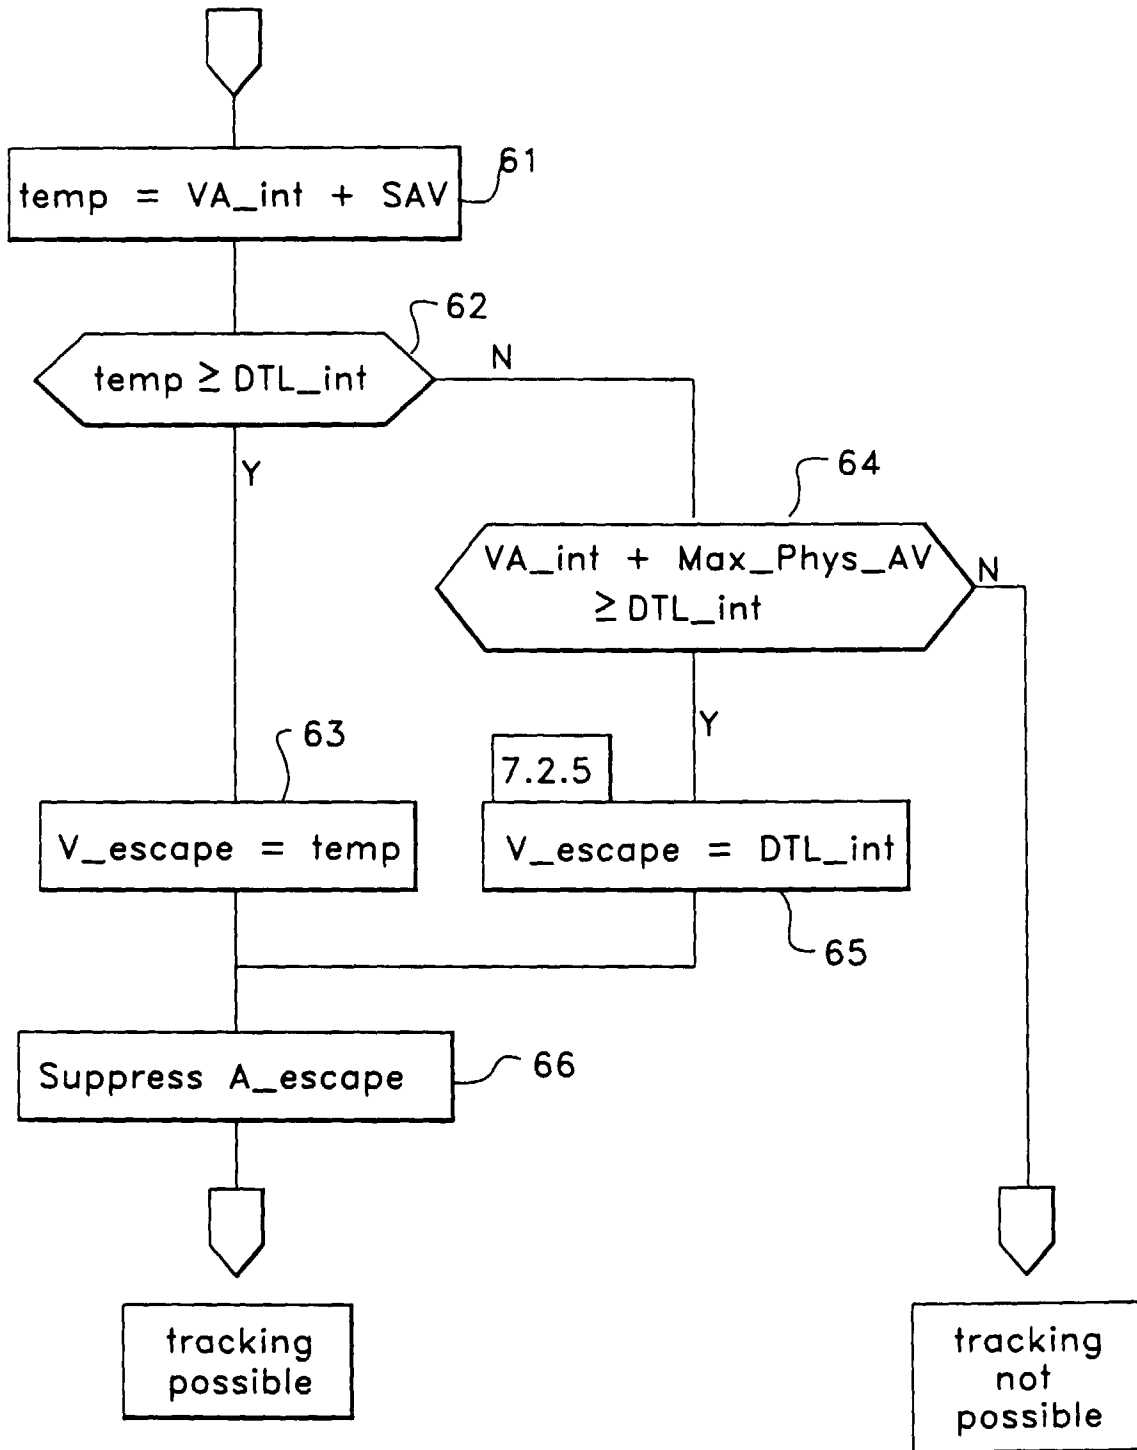 temp = VA_int + SAV
61
62
temp ≥ DTL_int
N
Y
64
VA_int + Max_Phys_AV
≥ DTL_int
N
Y
63
7.2.5
V_escape = temp
V_escape = DTL_int
65
Suppress A_escape
66
tracking
possible
tracking
not
possible